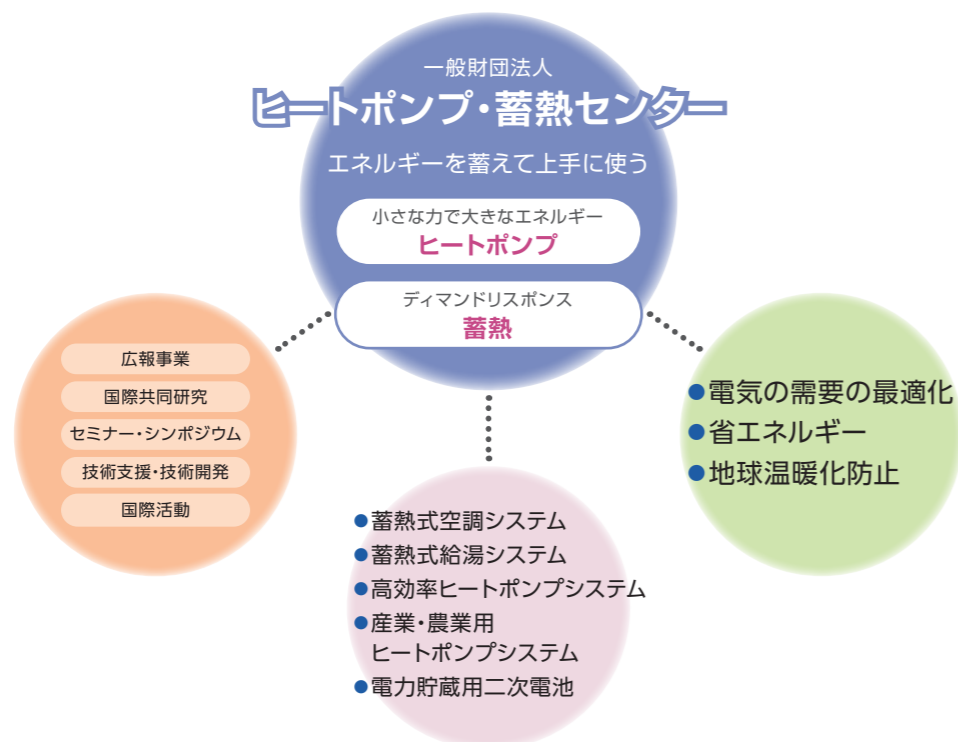 一般財団法人
ヒートポンプ・蓄熱センター
エネルギーを蓄えて上手に使う
小さな力で大きなエネルギー
ヒートポンプ
ディマンドリスポンス
蓄熱
広報事業
国際共同研究
セミナー・シンポジウム
技術支援・技術開発
国際活動
●蓄熱式空調システム
●蓄熱式給湯システム
●高効率ヒートポンプシステム
●産業・農業用
ヒートポンプシステム
●電力貯蔵用二次電池
●電気の需要の最適化
●省エネルギー
●地球温暖化防止